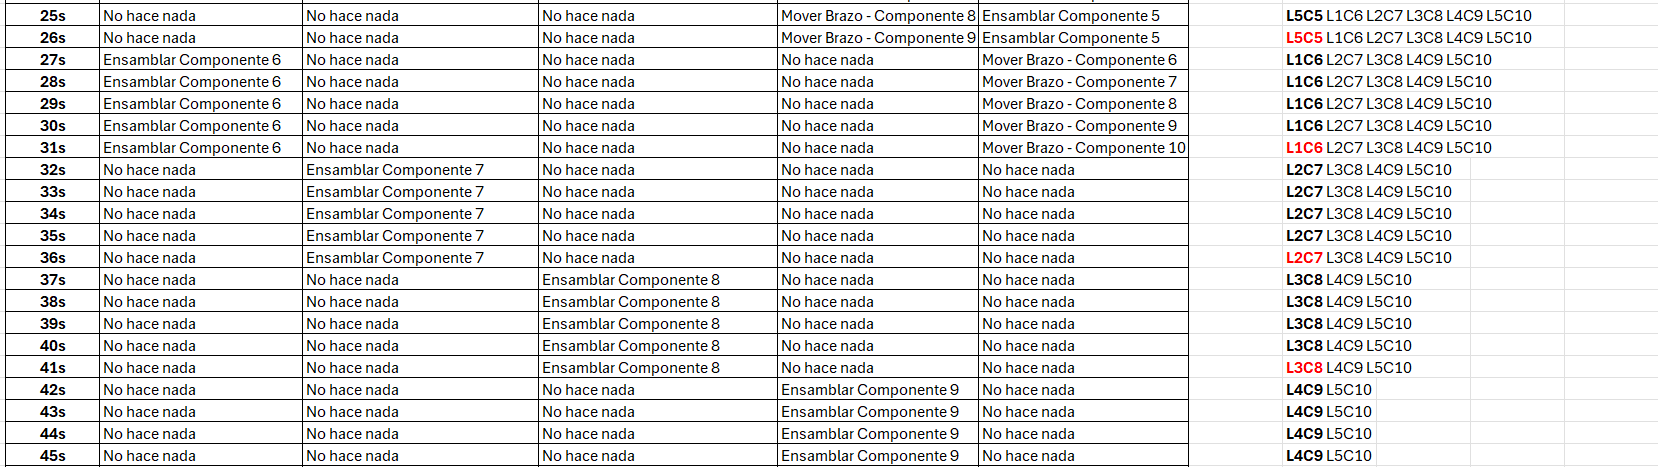 25s No hace nada No hace nada No hace nada Mover Brazo - Componente 8 Ensamblar Componente 5 L5C5 L1C6 L2C7 L3C8 L4C9 L5C10
26s No hace nada No hace nada No hace nada Mover Brazo - Componente 9 Ensamblar Componente 5 L5C5 L1C6 L2C7 L3C8 L4C9 L5C10
27s Ensamblar Componente 6 No hace nada No hace nada No hace nada Mover Brazo - Componente 6 L1C6 L2C7 L3C8 L4C9 L5C10
28s Ensamblar Componente 6 No hace nada No hace nada No hace nada Mover Brazo - Componente 7 L1C6 L2C7 L3C8 L4C9 L5C10
29s Ensamblar Componente 6 No hace nada No hace nada No hace nada Mover Brazo - Componente 8 L1C6 L2C7 L3C8 L4C9 L5C10
30s Ensamblar Componente 6 No hace nada No hace nada No hace nada Mover Brazo - Componente 9 L1C6 L2C7 L3C8 L4C9 L5C10
31s Ensamblar Componente 6 No hace nada No hace nada No hace nada Mover Brazo - Componente 10 L1C6 L2C7 L3C8 L4C9 L5C10
32s No hace nada Ensamblar Componente 7 No hace nada No hace nada No hace nada L2C7 L3C8 L4C9 L5C10
33s No hace nada Ensamblar Componente 7 No hace nada No hace nada No hace nada L2C7 L3C8 L4C9 L5C10
34s No hace nada Ensamblar Componente 7 No hace nada No hace nada No hace nada L2C7 L3C8 L4C9 L5C10
35s No hace nada Ensamblar Componente 7 No hace nada No hace nada No hace nada L2C7 L3C8 L4C9 L5C10
36s No hace nada Ensamblar Componente 7 No hace nada No hace nada No hace nada L2C7 L3C8 L4C9 L5C10
37s No hace nada No hace nada Ensamblar Componente 8 No hace nada No hace nada L3C8 L4C9 L5C10
38s No hace nada No hace nada Ensamblar Componente 8 No hace nada No hace nada L3C8 L4C9 L5C10
39s No hace nada No hace nada Ensamblar Componente 8 No hace nada No hace nada L3C8 L4C9 L5C10
40s No hace nada No hace nada Ensamblar Componente 8 No hace nada No hace nada L3C8 L4C9 L5C10
41s No hace nada No hace nada Ensamblar Componente 8 No hace nada No hace nada L3C8 L4C9 L5C10
42s No hace nada No hace nada No hace nada Ensamblar Componente 9 No hace nada L4C9 L5C10
43s No hace nada No hace nada No hace nada Ensamblar Componente 9 No hace nada L4C9 L5C10
44s No hace nada No hace nada No hace nada Ensamblar Componente 9 No hace nada L4C9 L5C10
45s No hace nada No hace nada No hace nada Ensamblar Componente 9 No hace nada L4C9 L5C10